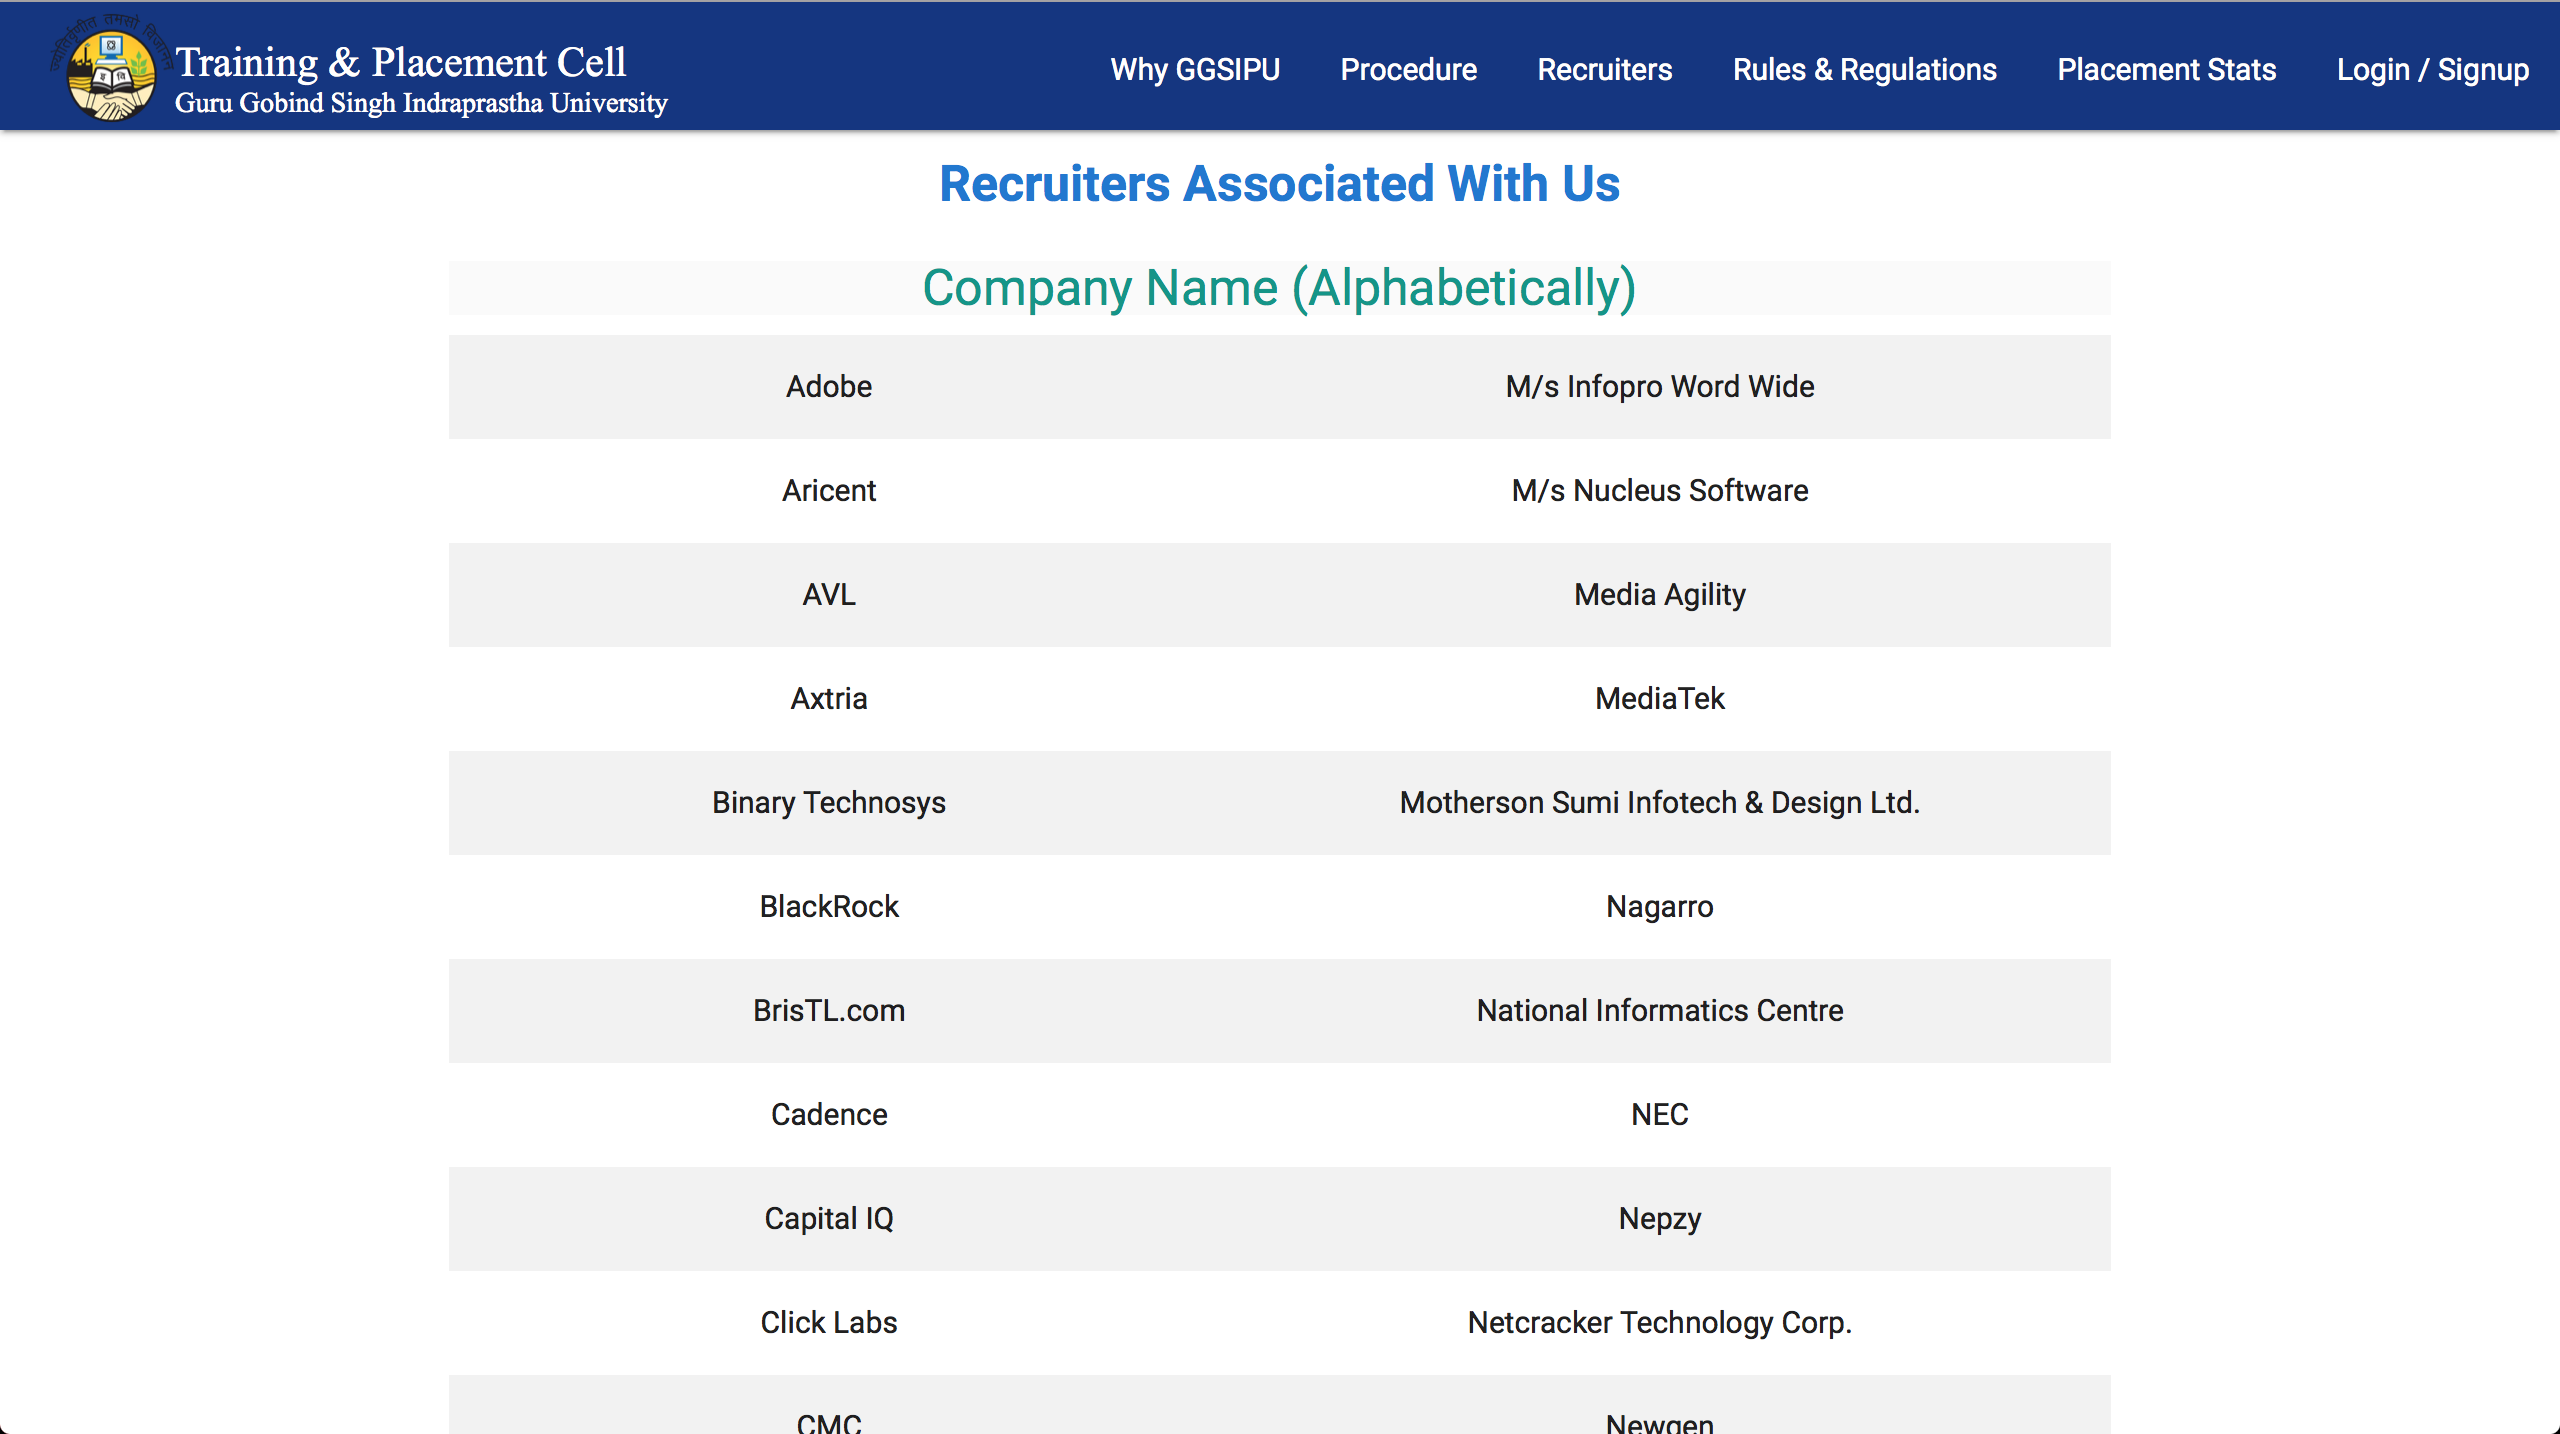 ज्योतिर्वृणीत तमसो विजानन
Training & Placement Cell
Guru Gobind Singh Indraprastha University
Why GGSIPU Procedure Recruiters Rules & Regulations Placement Stats Login / Signup
Recruiters Associated With Us
Company Name (Alphabetically)
Adobe M/s Infopro Word Wide
Aricent M/s Nucleus Software
AVL Media Agility
Axtria MediaTek
Binary Technosys Motherson Sumi Infotech & Design Ltd.
BlackRock Nagarro
BrisTL.com National Informatics Centre
Cadence NEC
Capital IQ Nepzy
Click Labs Netcracker Technology Corp.
CMC Newgen